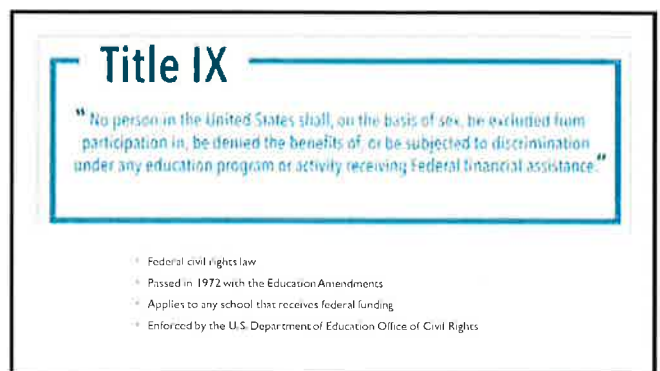 Title IX
"No person in the United States shall, on the basis of sex, be excluded from
participation in, be denied the benefits of, or be subjected to discrimination
under any education program or activity receiving Federal financial assistance."
Federal civil rights law
Passed in 1972 with the Education Amendments
Applies to any school that receives federal funding
Enforced by the U.S. Department of Education Office of Civil Rights